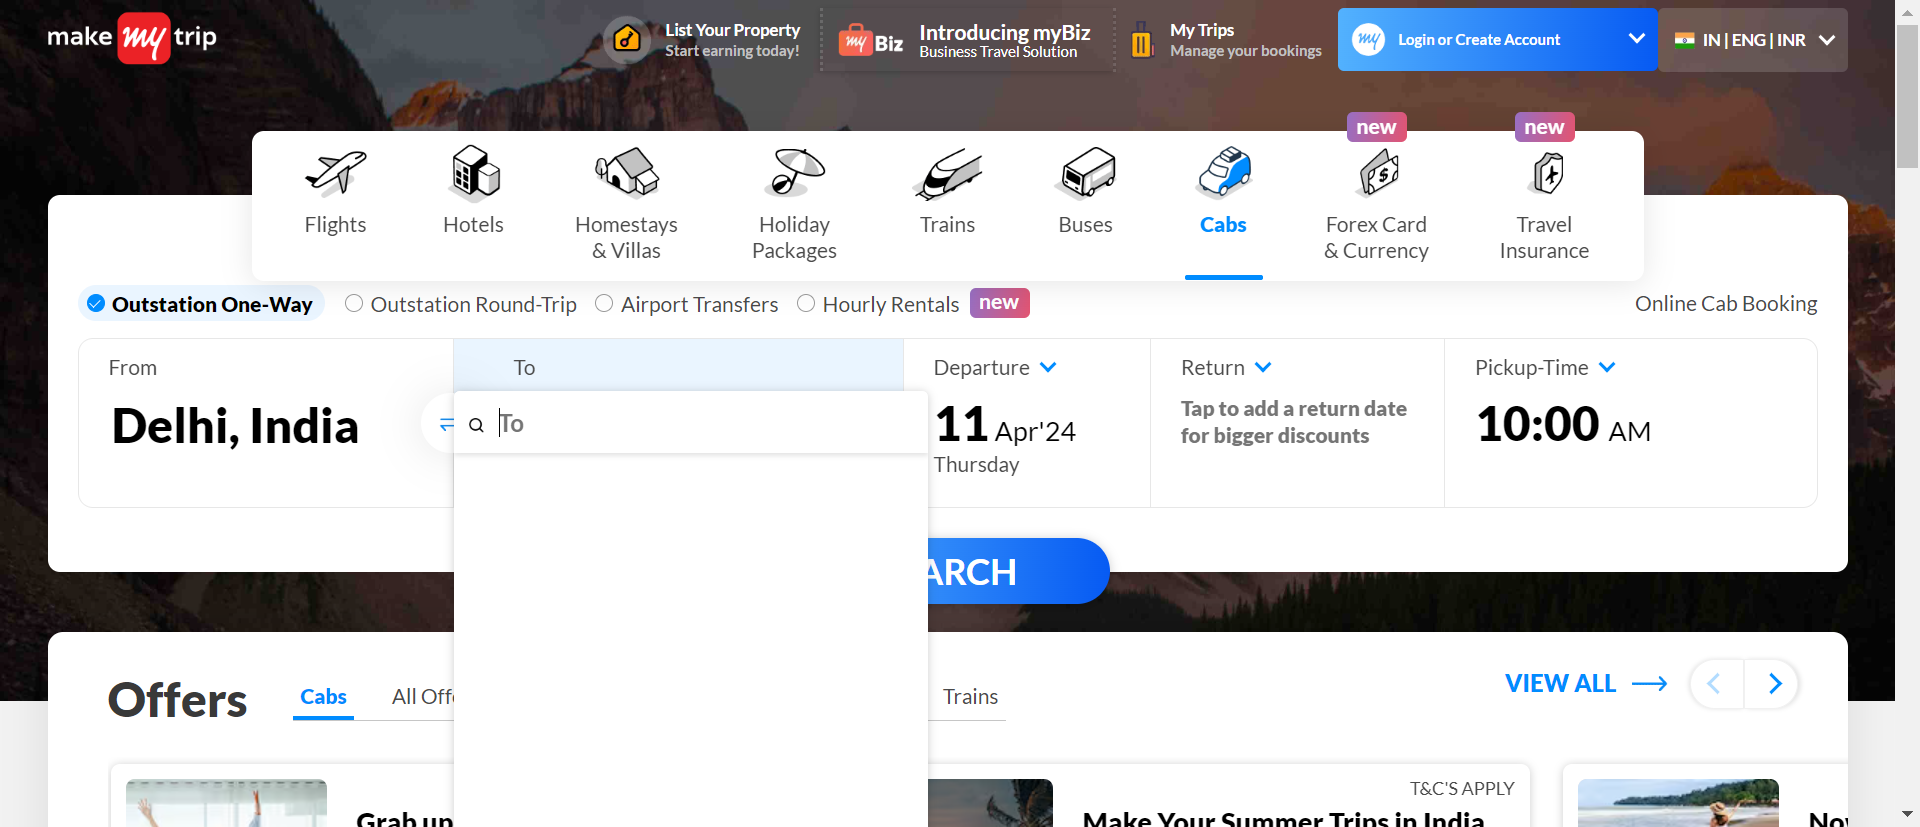 make my trip
List Your Property
Start earning today!
my Biz
Introducing myBiz
Business Travel Solution
My Trips
Manage your bookings
my
Login or Create Account
IN | ENG | INR
new
new
Flights
Hotels
Homestays
& Villas
Holiday
Packages
Trains
Buses
Cabs
Forex Card
& Currency
Travel
Insurance
Outstation One-Way
Outstation Round-Trip
Airport Transfers
Hourly Rentals
new
Online Cab Booking
From
Delhi, India
To
To
Departure
11 Apr'24
Thursday
Return
Tap to add a return date
for bigger discounts
Pickup-Time
10:00 AM
ARCH
Offers
Cabs
All Off
Trains
VIEW ALL
Grab up
T&C'S APPLY
Make Your Summer Trips in India